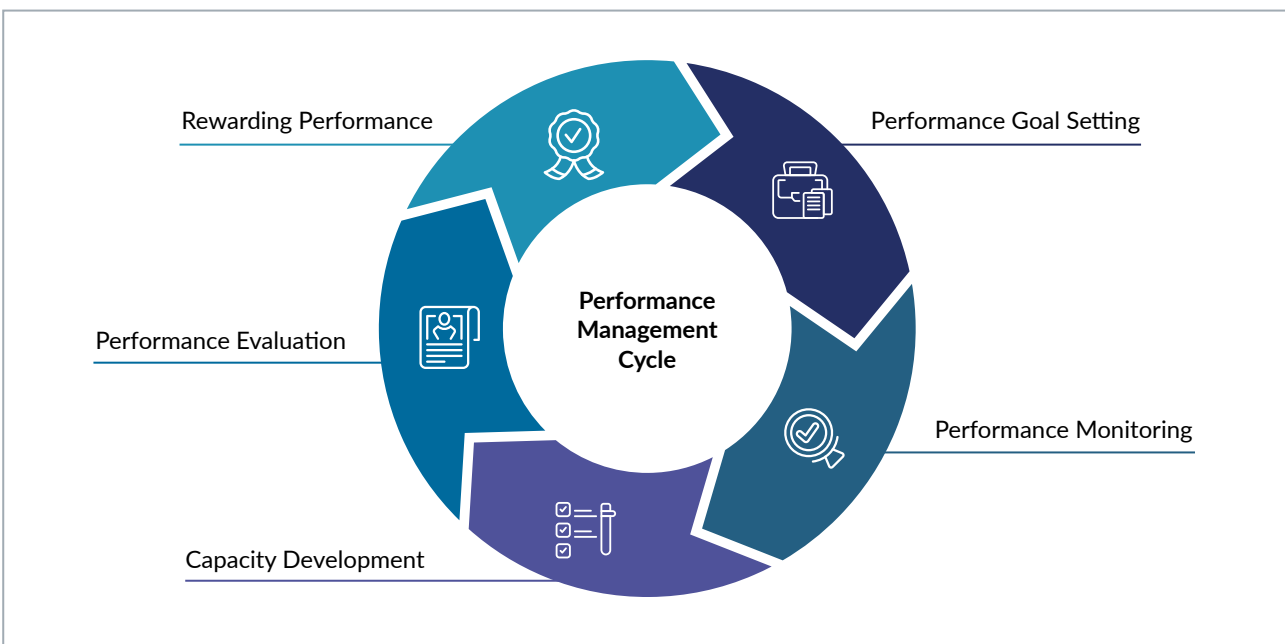 Rewarding Performance
Performance Goal Setting
Performance
Management
Cycle
Performance Evaluation
Performance Monitoring
Capacity Development